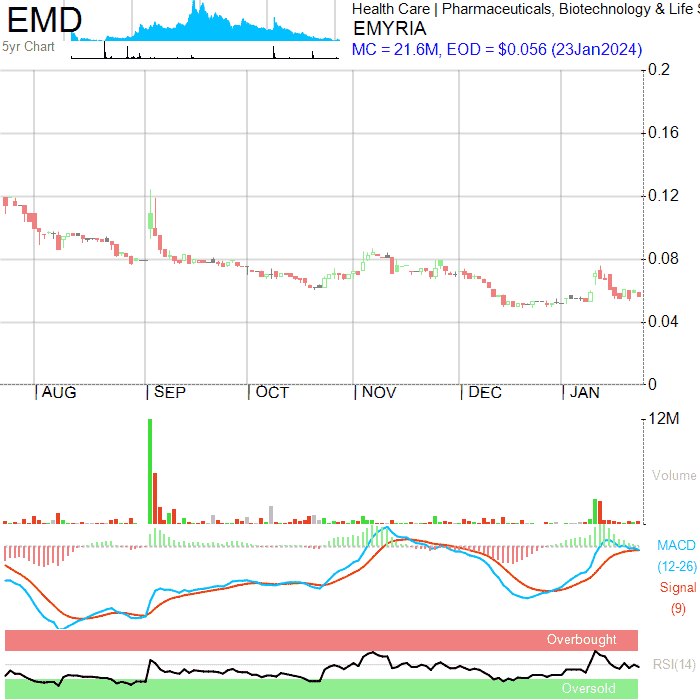 EMD
5yr Chart
Health Care | Pharmaceuticals, Biotechnology & Life
EMYRIA
MC = 21.6M, EOD = $0.056 (23Jan2024)
0.2
0.16
0.12
0.08
0.04
0
AUG SEP OCT NOV DEC JAN
12M
Volume
MACD
(12-26)
Signal
(9)
Overbought
RSI(14)
Oversold